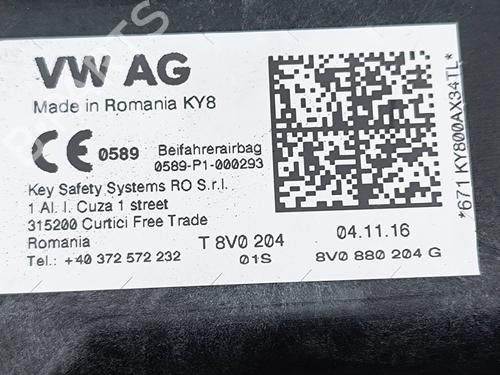 VW AG
Made in Romania KY8
CE 0589 Beifahrerairbag
0589-P1-000293
Key Safety Systems RO S.r.l.
1 Al. I. Cuza 1 street
315200 Curtici Free Trade
Romania
Tel.: +40 372 572 232
T 8V0 204
01S
04.11.16
8V0 880 204 G
*671KY800AX34TL*